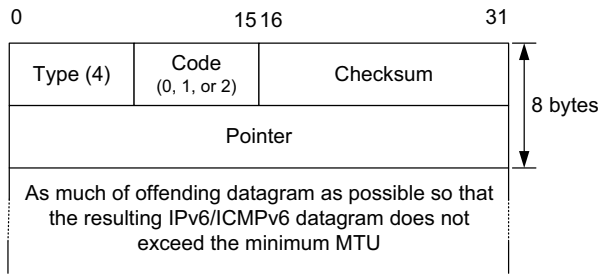 0 15 16 31
Type (4) Code Checksum
(0, 1, or 2)
8 bytes
Pointer
As much of offending datagram as possible so that
the resulting IPv6/ICMPv6 datagram does not
exceed the minimum MTU